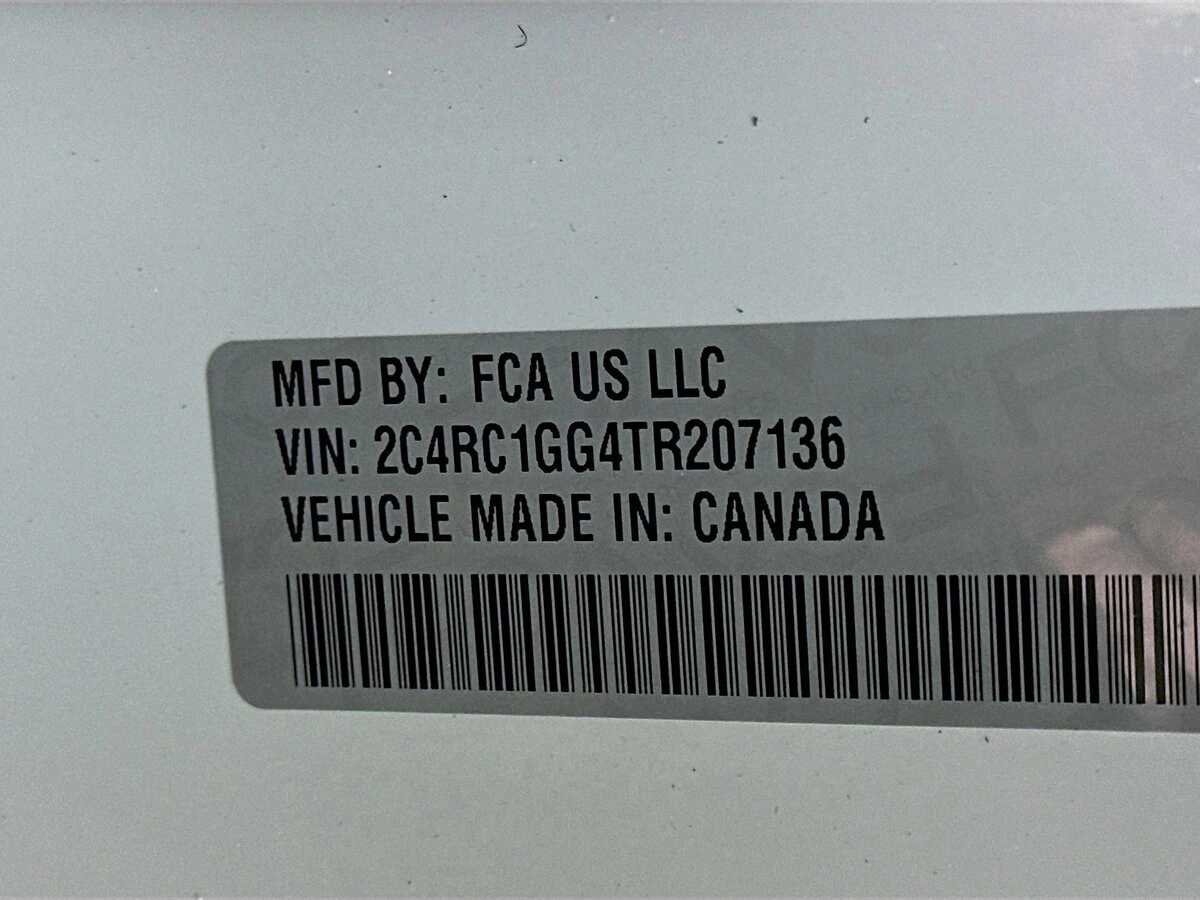 MFD BY: FCA US LLC
VIN: 2C4RC1GG4TR207136
VEHICLE MADE IN: CANADA